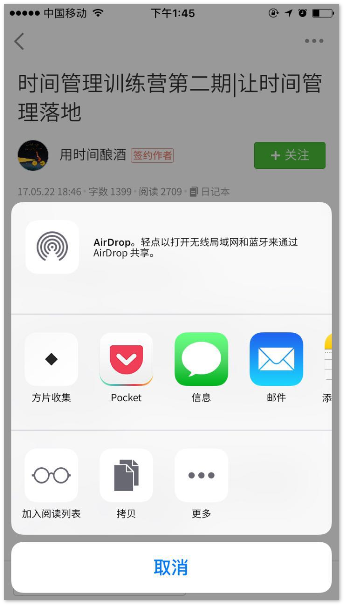 中国移动 下午1:45
时间管理训练营第二期|让时间管
理落地
用时间酿酒 签约作者 + 关注
17.05.22 18:46 · 字数 1399 · 阅读 2709 · 日记本
AirDrop。轻点以打开无线局域网和蓝牙来通过
AirDrop 共享。
方片收集 Pocket 信息 邮件 添
加入阅读列表 拷贝 更多
取消